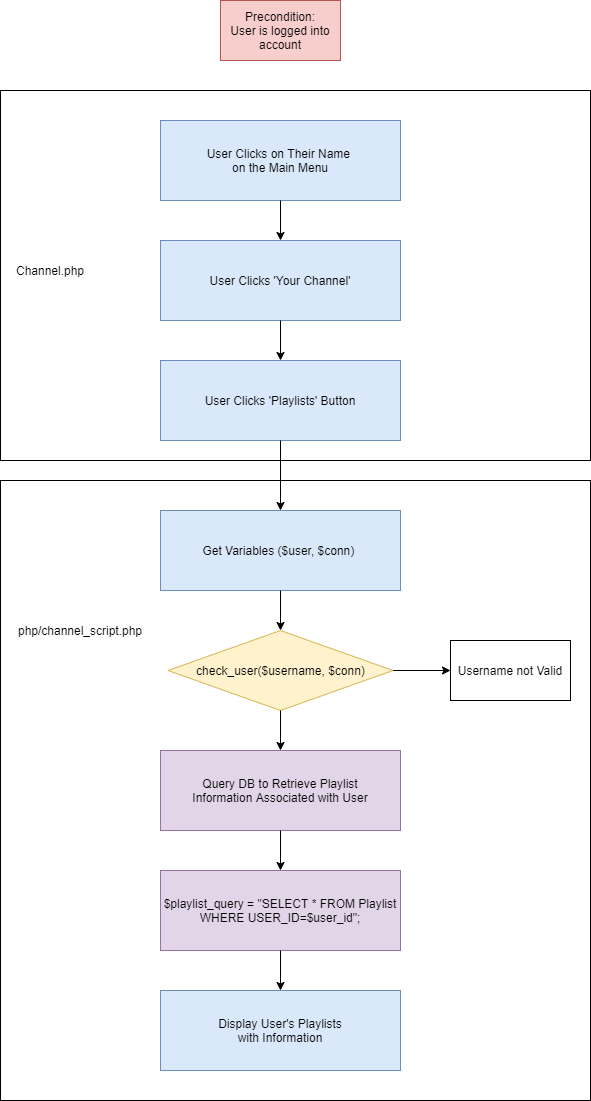 Precondition:
User is logged into
account
User Clicks on Their Name
on the Main Menu
User Clicks 'Your Channel'
Channel.php
User Clicks 'Playlists' Button
Get Variables ($user, $conn)
php/channel_script.php
check_user($username, $conn)
Username not Valid
Query DB to Retrieve Playlist
Information Associated with User
$playlist_query = "SELECT * FROM Playlist
WHERE USER_ID=$user_id";
Display User's Playlists
with Information